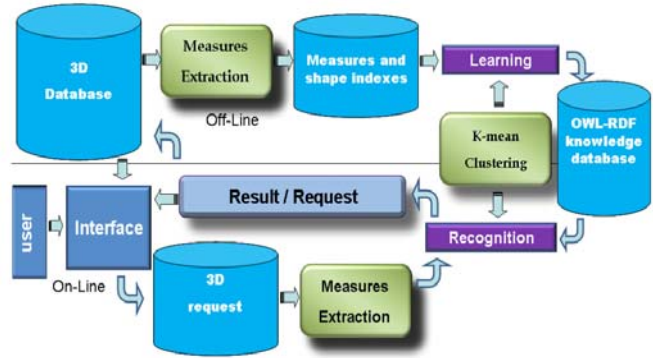 3D
Database
Measures
Extraction
Measures and
shape indexes
Learning
Off-Line
K-mean
Clustering
OWL-RDF
knowledge
database
user
Interface
Result / Request
Recognition
On-Line
3D
request
Measures
Extraction